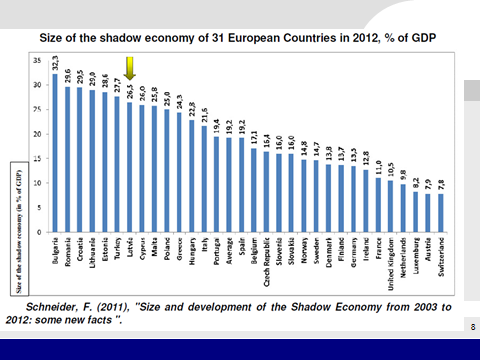 Size of the shadow economy of 31 European Countries in 2012, % of GDP
Size of the shadow economy (in % of GDP)
35
30
25
20
15
10
5
0
32,3
29,6
29,5
29,0
28,6
27,7
26,5
26,0
25,8
25,0
24,3
22,8
21,6
19,4
19,2
19,2
17,1
16,4
16,0
16,0
14,8
14,7
13,8
13,7
13,5
12,8
11,0
10,5
9,8
8,2
7,9
7,8
Bulgaria
Romania
Croatia
Lithuania
Estonia
Turkey
Latvia
Cyprus
Malta
Poland
Greece
Hungary
Italy
Portuga
Average
Spain
Belgium
Czech Republic
Slovenia
Slovakia
Norway
Sweden
Denmark
Finland
Germany
Ireland
France
United Kingdom
Netherlands
Luxemburg
Austria
Switzerland
Schneider, F. (2011), "Size and development of the Shadow Economy from 2003 to
2012: some new facts ".
8